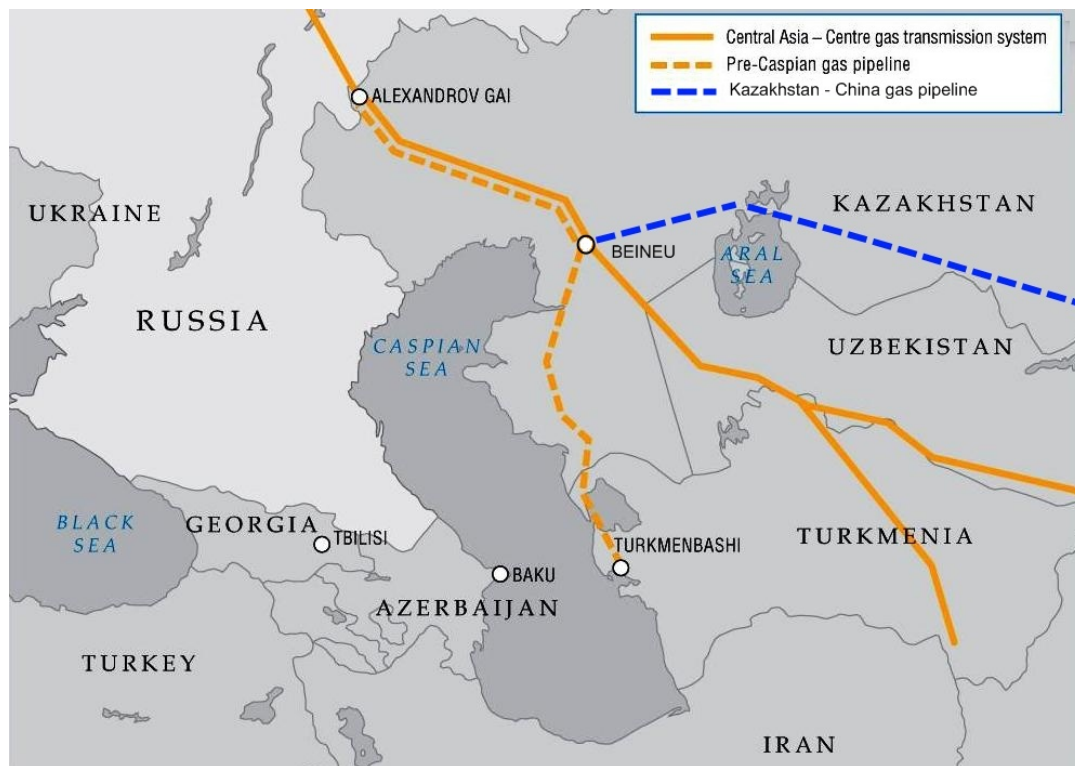 Central Asia – Centre gas transmission system
Pre-Caspian gas pipeline
Kazakhstan - China gas pipeline
ALEXANDROV GAI
UKRAINE
KAZAKHSTAN
BEINEU
ARAL
SEA
RUSSIA
CASPIAN
SEA
UZBEKISTAN
BLACK
SEA
GEORGIA
TBILISI
TURKMENBASHI
TURKMENIA
BAKU
AZERBAIJAN
TURKEY
IRAN